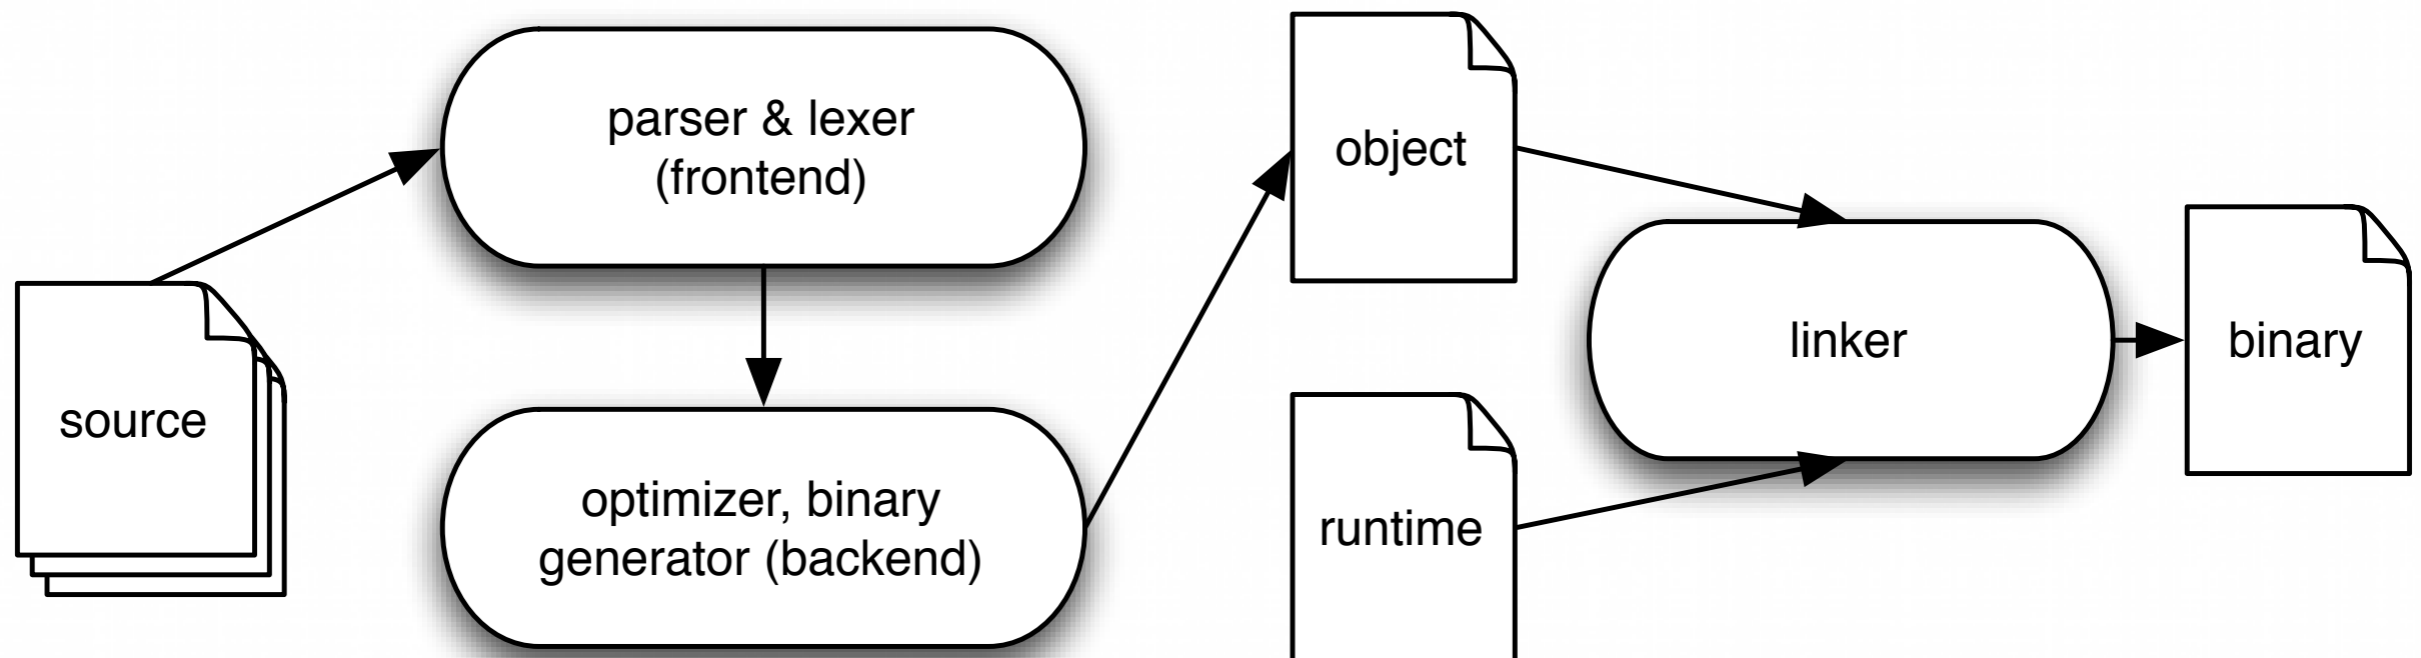 parser & lexer
(frontend)
object
source
linker
binary
optimizer, binary
generator (backend)
runtime